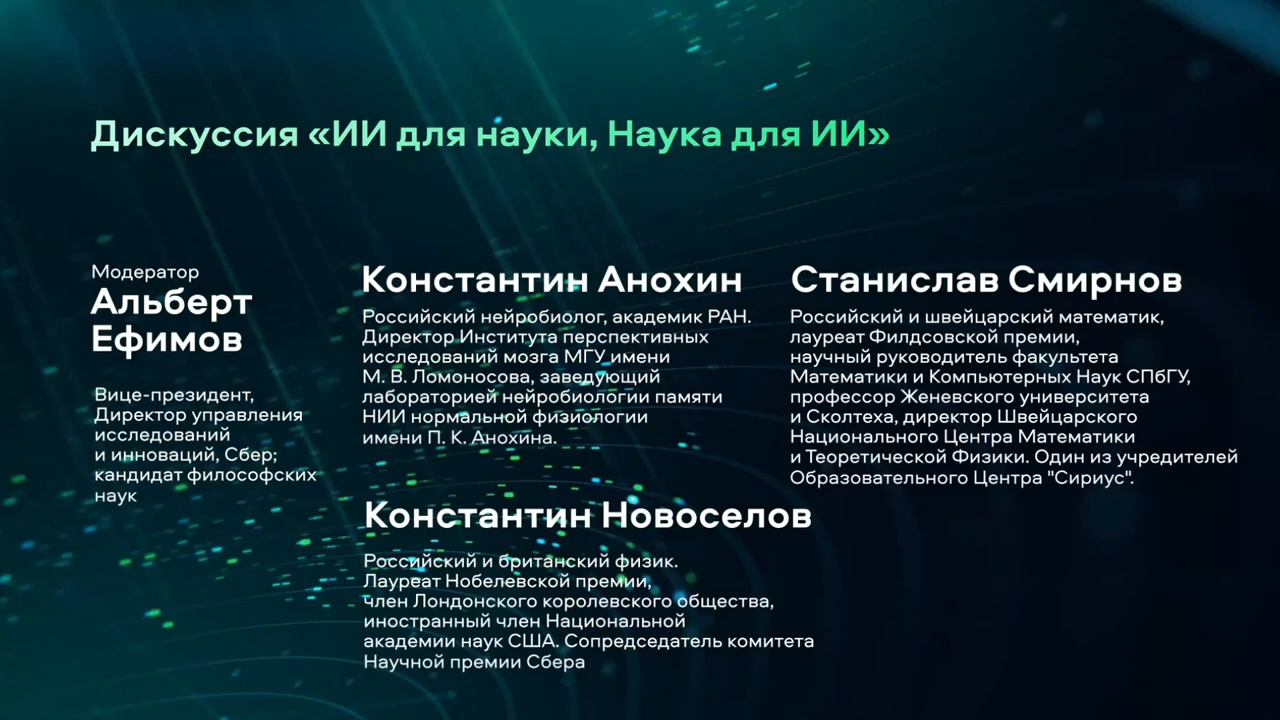 Дискуссия «ИИ для науки, Наука для ИИ»
Модератор
Альберт
Ефимов
Вице-президент,
Директор управления
исследований
и инноваций, Сбер;
кандидат философских
наук
Константин Анохин
Российский нейробиолог, академик РАН.
Директор Института перспективных
исследований мозга МГУ имени
М. В. Ломоносова, заведующий
лабораторией нейробиологии памяти
НИИ нормальной физиологии
имени П. К. Анохина.
Станислав Смирнов
Российский и швейцарский математик,
лауреат Филдсовской премии,
научный руководитель факультета
Математики и Компьютерных Наук СПбГУ,
профессор Женевского университета
и Сколтеха, директор Швейцарского
Национального Центра Математики
и Теоретической Физики. Один из учредителей
Образовательного Центра "Сириус".
Константин Новоселов
Российский и британский физик.
Лауреат Нобелевской премии,
член Лондонского королевского общества,
иностранный член Национальной
академии наук США. Сопредседатель комитета
Научной премии Сбера